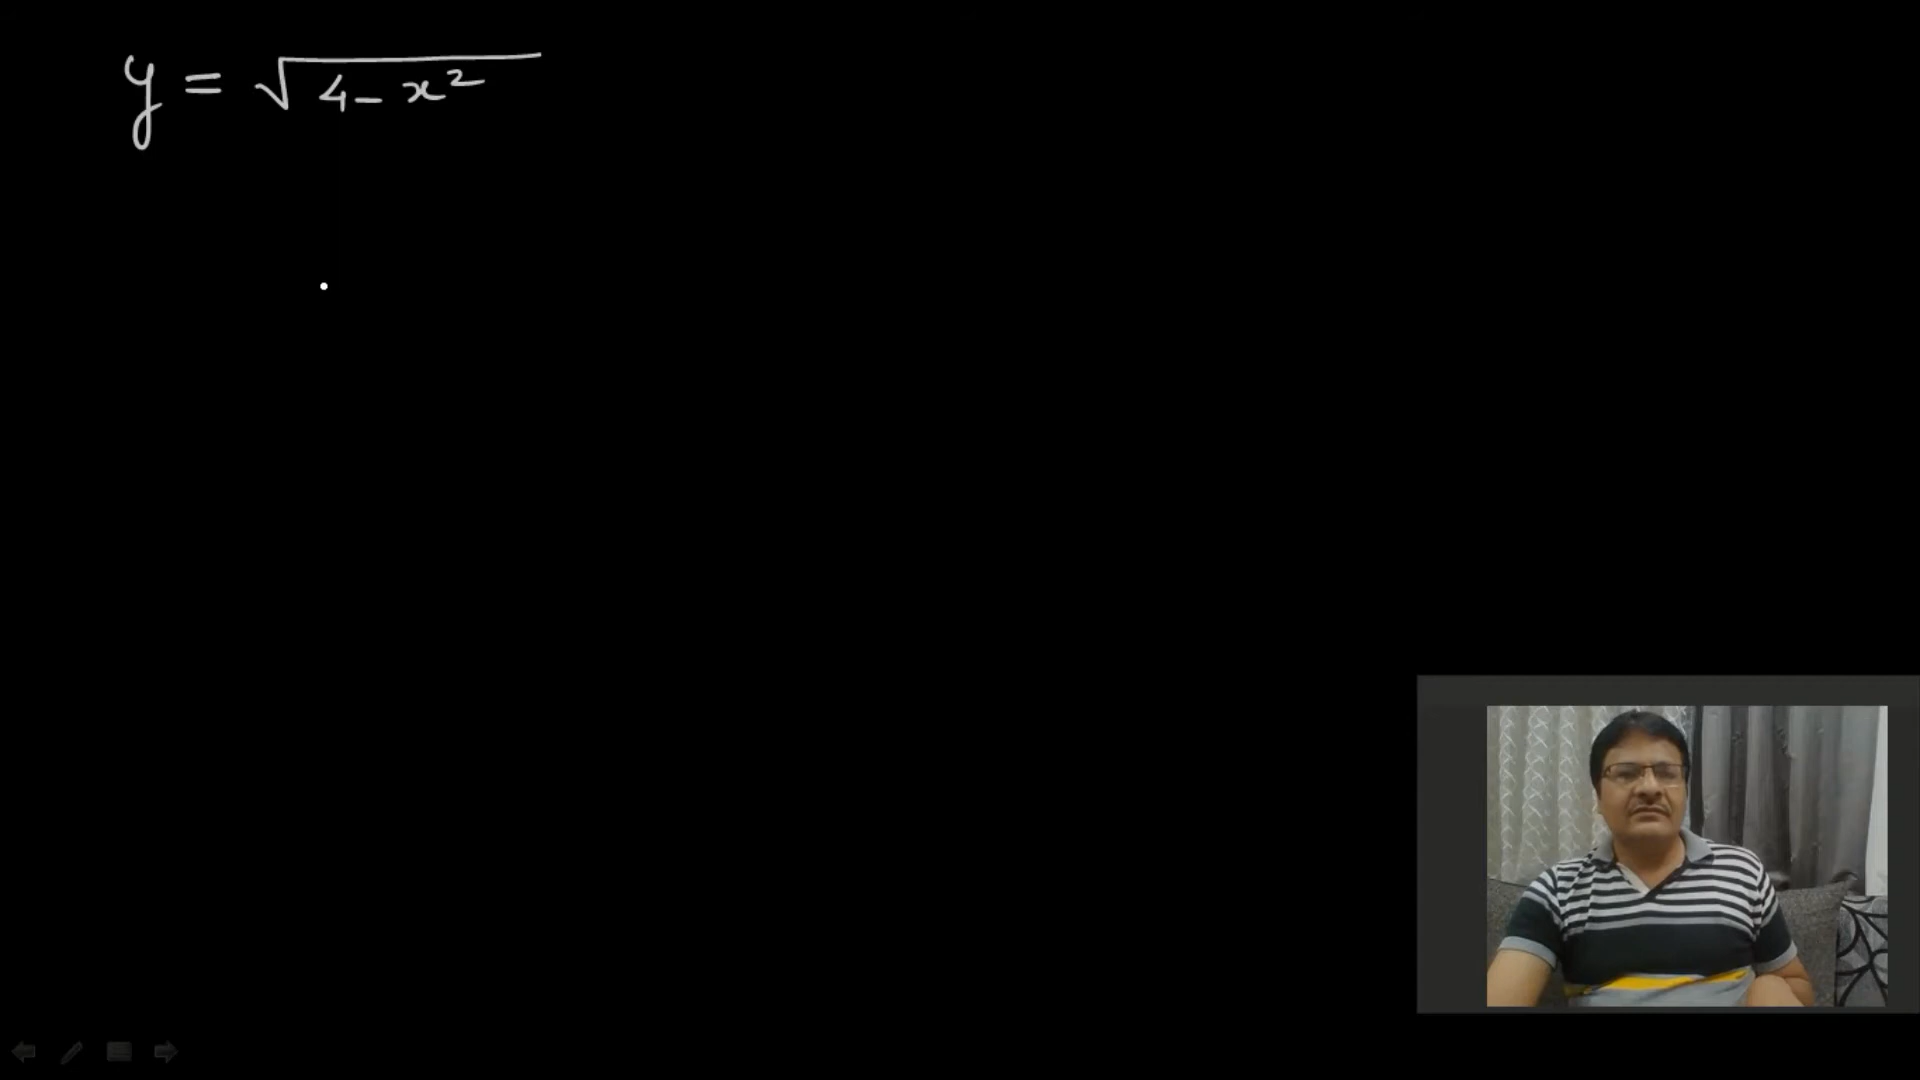 y = √(4 - x²)